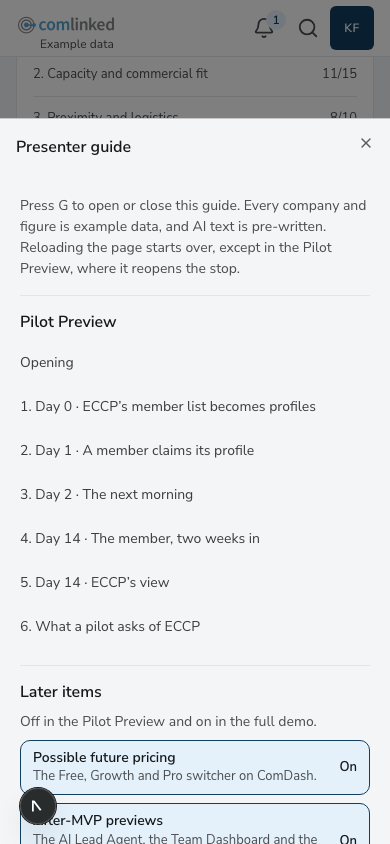 comlinked
Example data
1
KF
2. Capacity and commercial fit 11/15
3. Proximity and logistics 8/10
Presenter guide
Press G to open or close this guide. Every company and
figure is example data, and AI text is pre-written.
Reloading the page starts over, except in the Pilot
Preview, where it reopens the stop.
Pilot Preview
Opening
1. Day 0 · ECCP’s member list becomes profiles
2. Day 1 · A member claims its profile
3. Day 2 · The next morning
4. Day 14 · The member, two weeks in
5. Day 14 · ECCP’s view
6. What a pilot asks of ECCP
Later items
Off in the Pilot Preview and on in the full demo.
Possible future pricing
The Free, Growth and Pro switcher on ComDash.
On
previews
The AI Lead Agent, the Team Dashboard and the
On